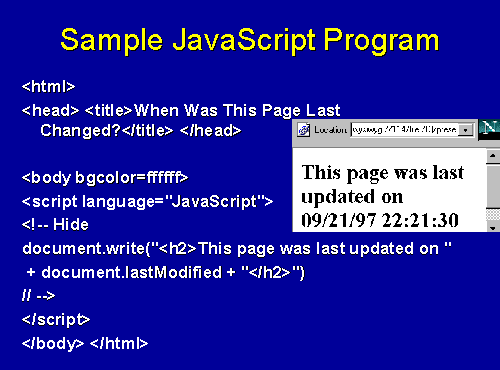 Sample JavaScript Program
<html>
<head> <title>When Was This Page Last
Changed?</title> </head>
<body bgcolor=ffffff>
<script language="JavaScript">
<!-- Hide
document.write("<h2>This page was last updated on "
+ document.lastModified + "</h2>")
// -->
</script>
</body> </html>
Location:
N
This page was last
updated on
09/21/97 22:21:30